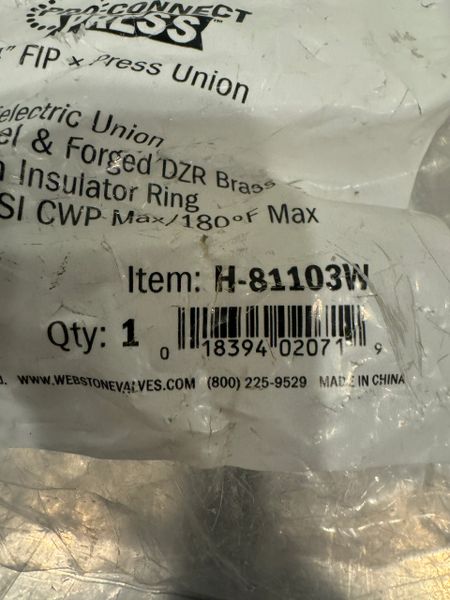 PRO-CONNECT
PRESS
" FIP x Press Union
electric Union
el & Forged DZR Brass
Insulator Ring
SI CWP Max/180°F Max
Item: H-81103W
Qty: 1
0 18394 02071 9
WWW.WEBSTONEVALVES.COM (800) 225-9529 MADE IN CHINA